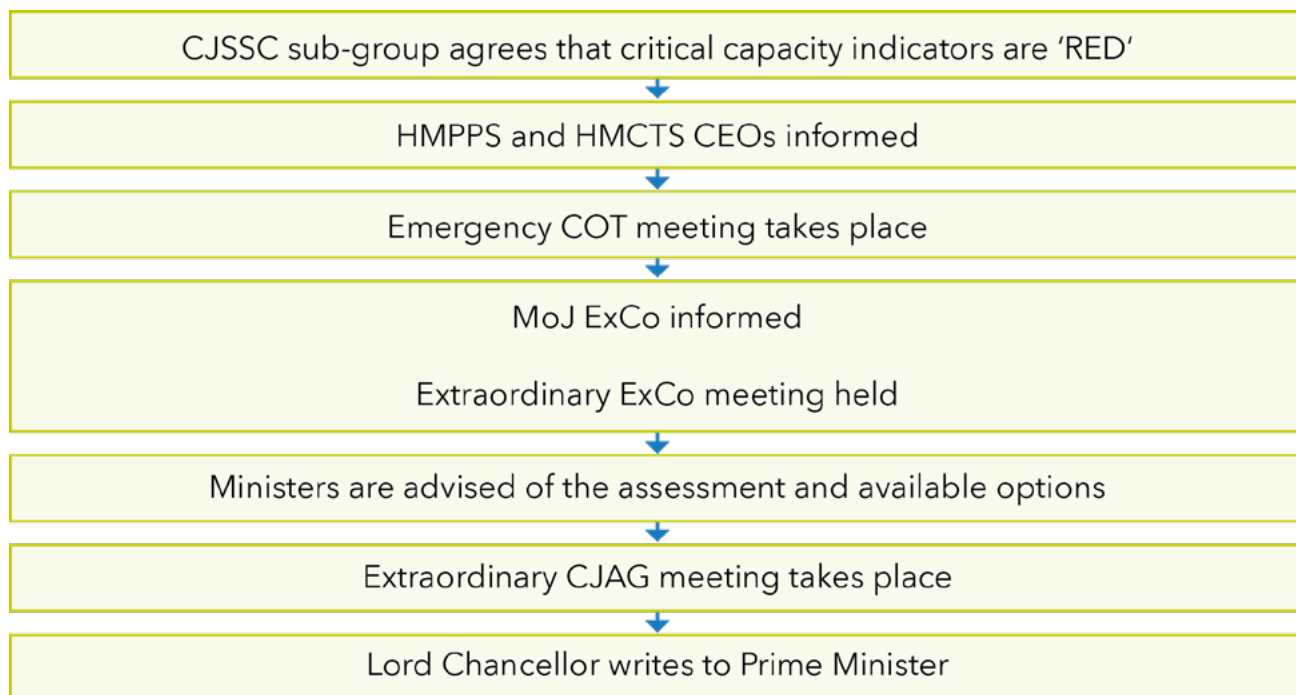 CJSSC sub-group agrees that critical capacity indicators are ‘RED‘
HMPPS and HMCTS CEOs informed
Emergency COT meeting takes place
MoJ ExCo informed
Extraordinary ExCo meeting held
Ministers are advised of the assessment and available options
Extraordinary CJAG meeting takes place
Lord Chancellor writes to Prime Minister